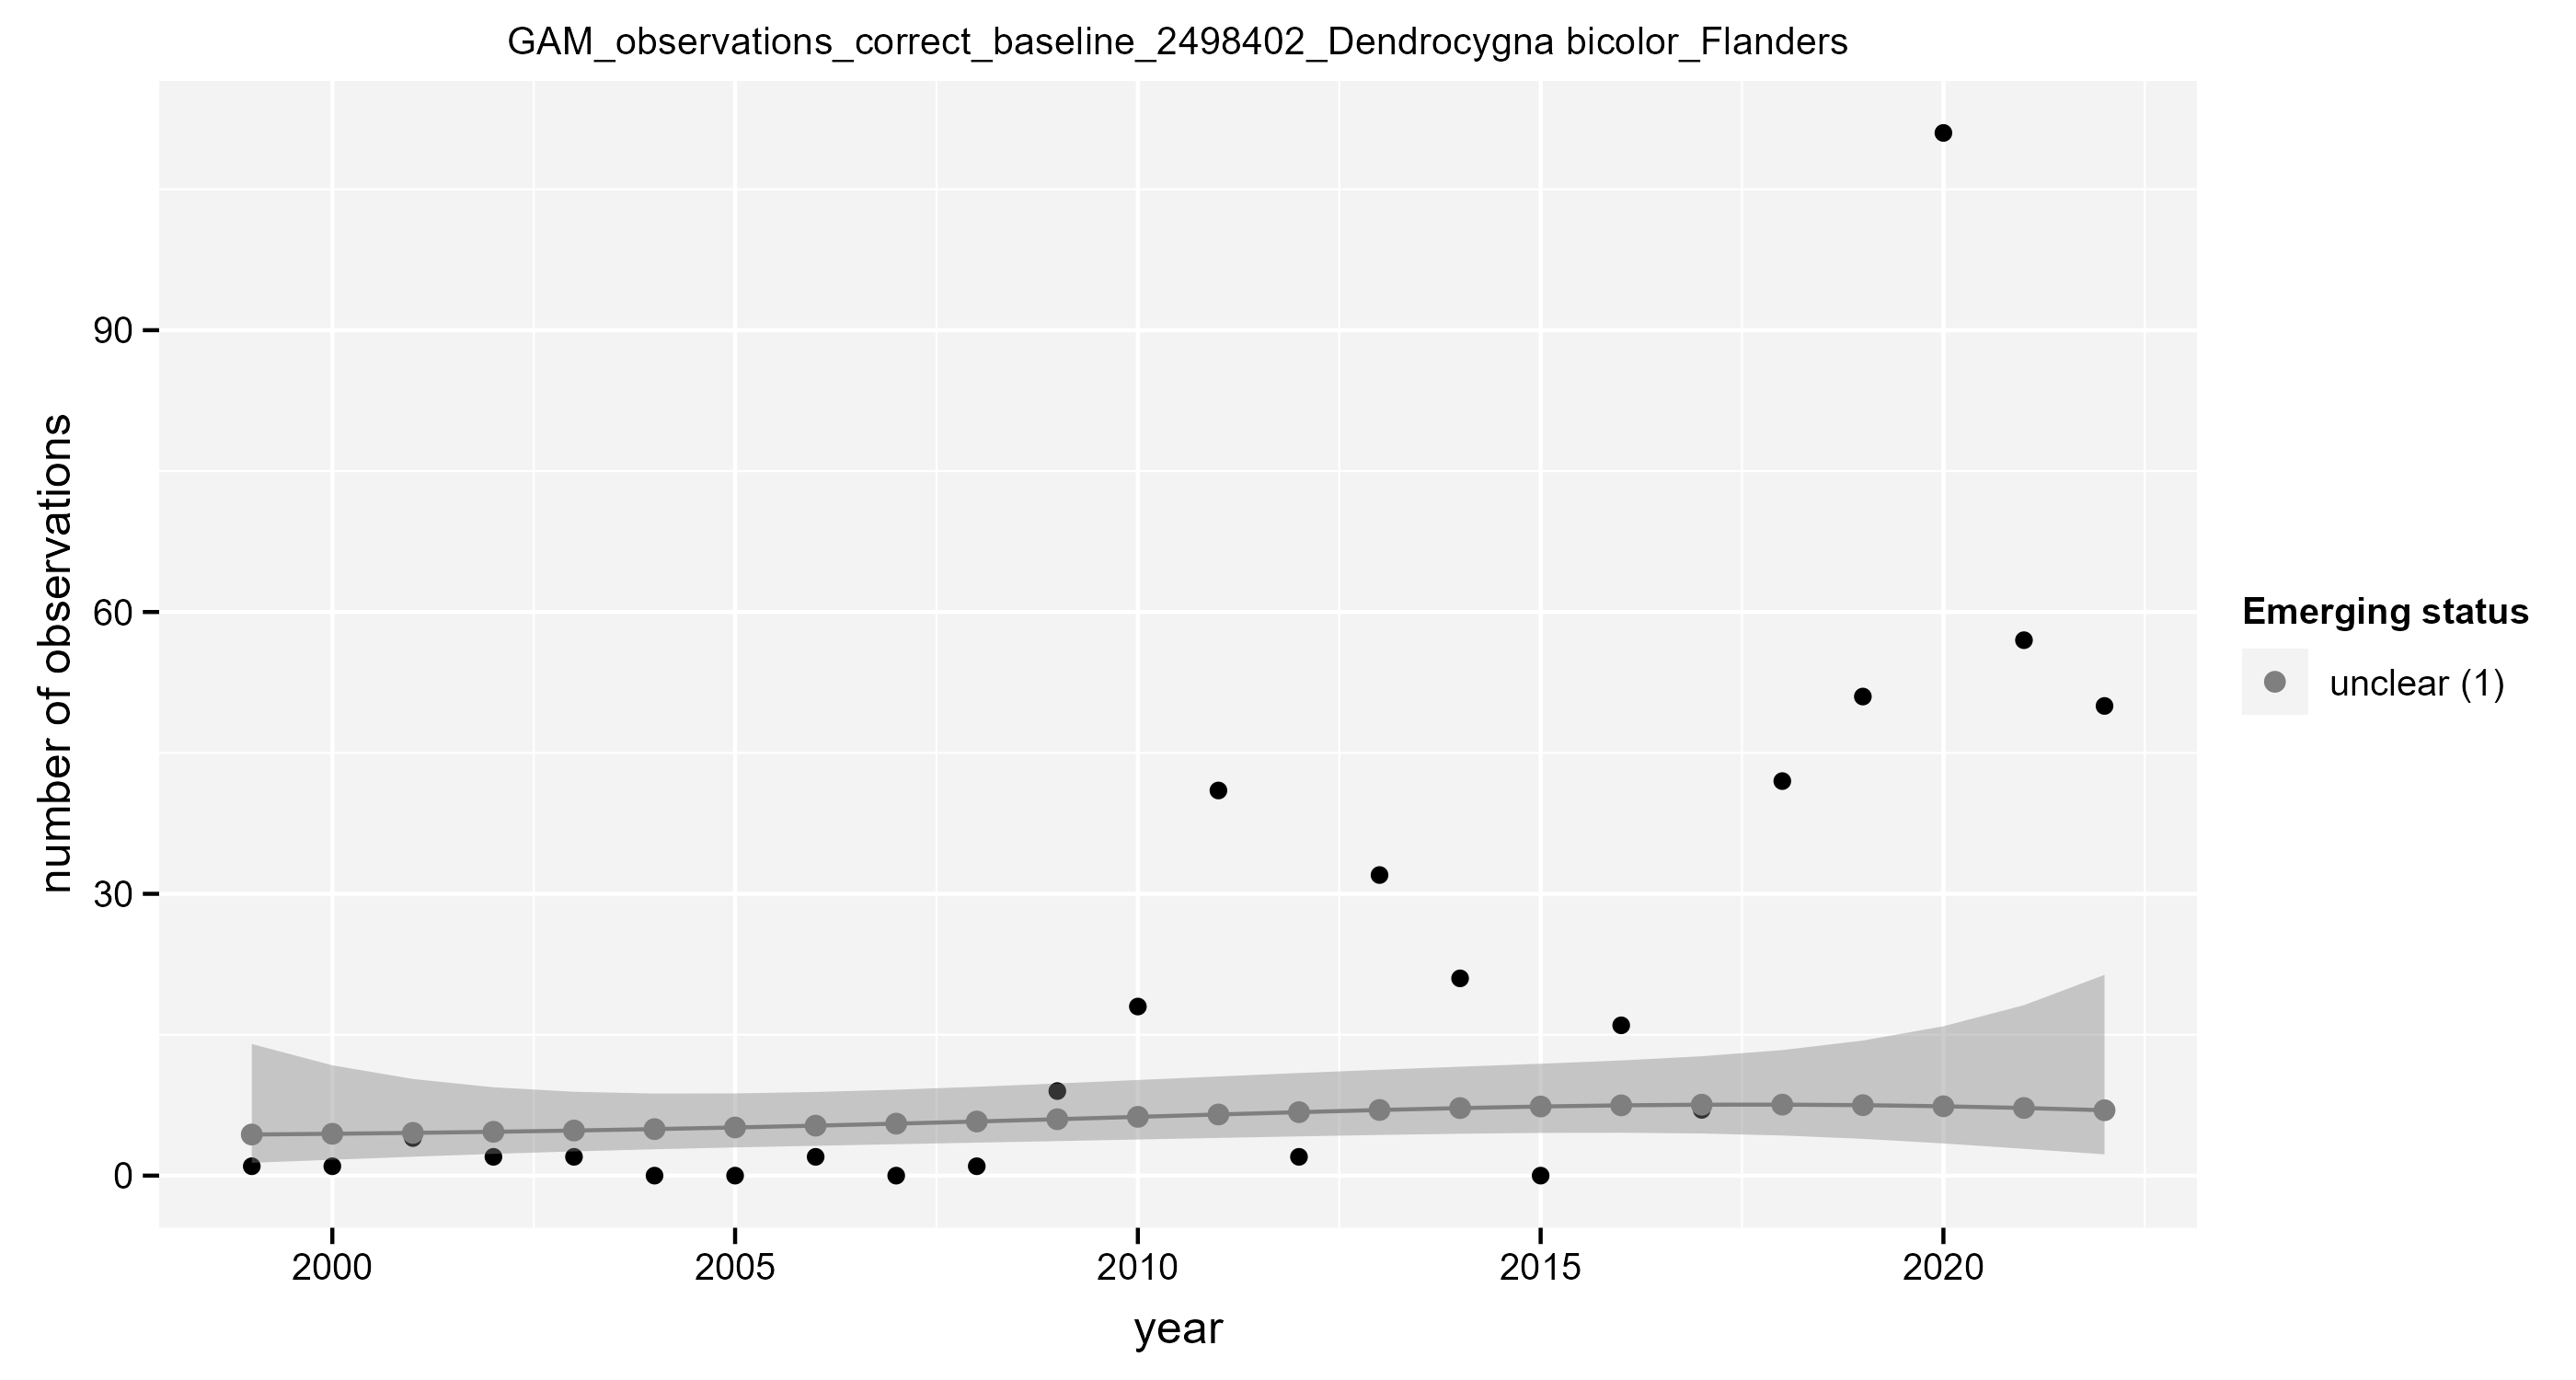 GAM_observations_correct_baseline_2498402_Dendrocygna bicolor_Flanders
number of observations
90
60
30
0
2000
2005
2010
2015
2020
year
Emerging status
unclear (1)